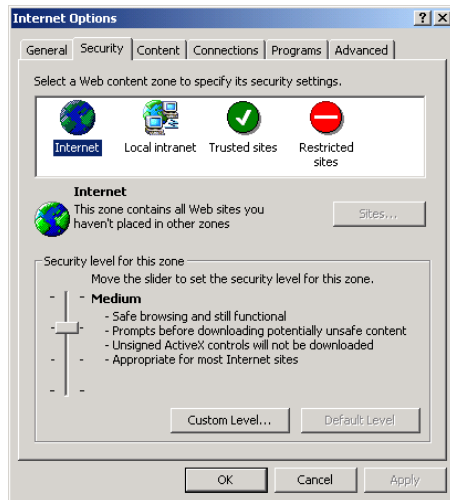 Internet Options
General Security Content Connections Programs Advanced
Select a Web content zone to specify its security settings.
Internet Local intranet Trusted sites Restricted
sites
Internet
This zone contains all Web sites you
haven't placed in other zones
Sites...
Security level for this zone
Move the slider to set the security level for this zone.
Medium
- Safe browsing and still functional
- Prompts before downloading potentially unsafe content
- Unsigned ActiveX controls will not be downloaded
- Appropriate for most Internet sites
Custom Level... Default Level
OK Cancel Apply